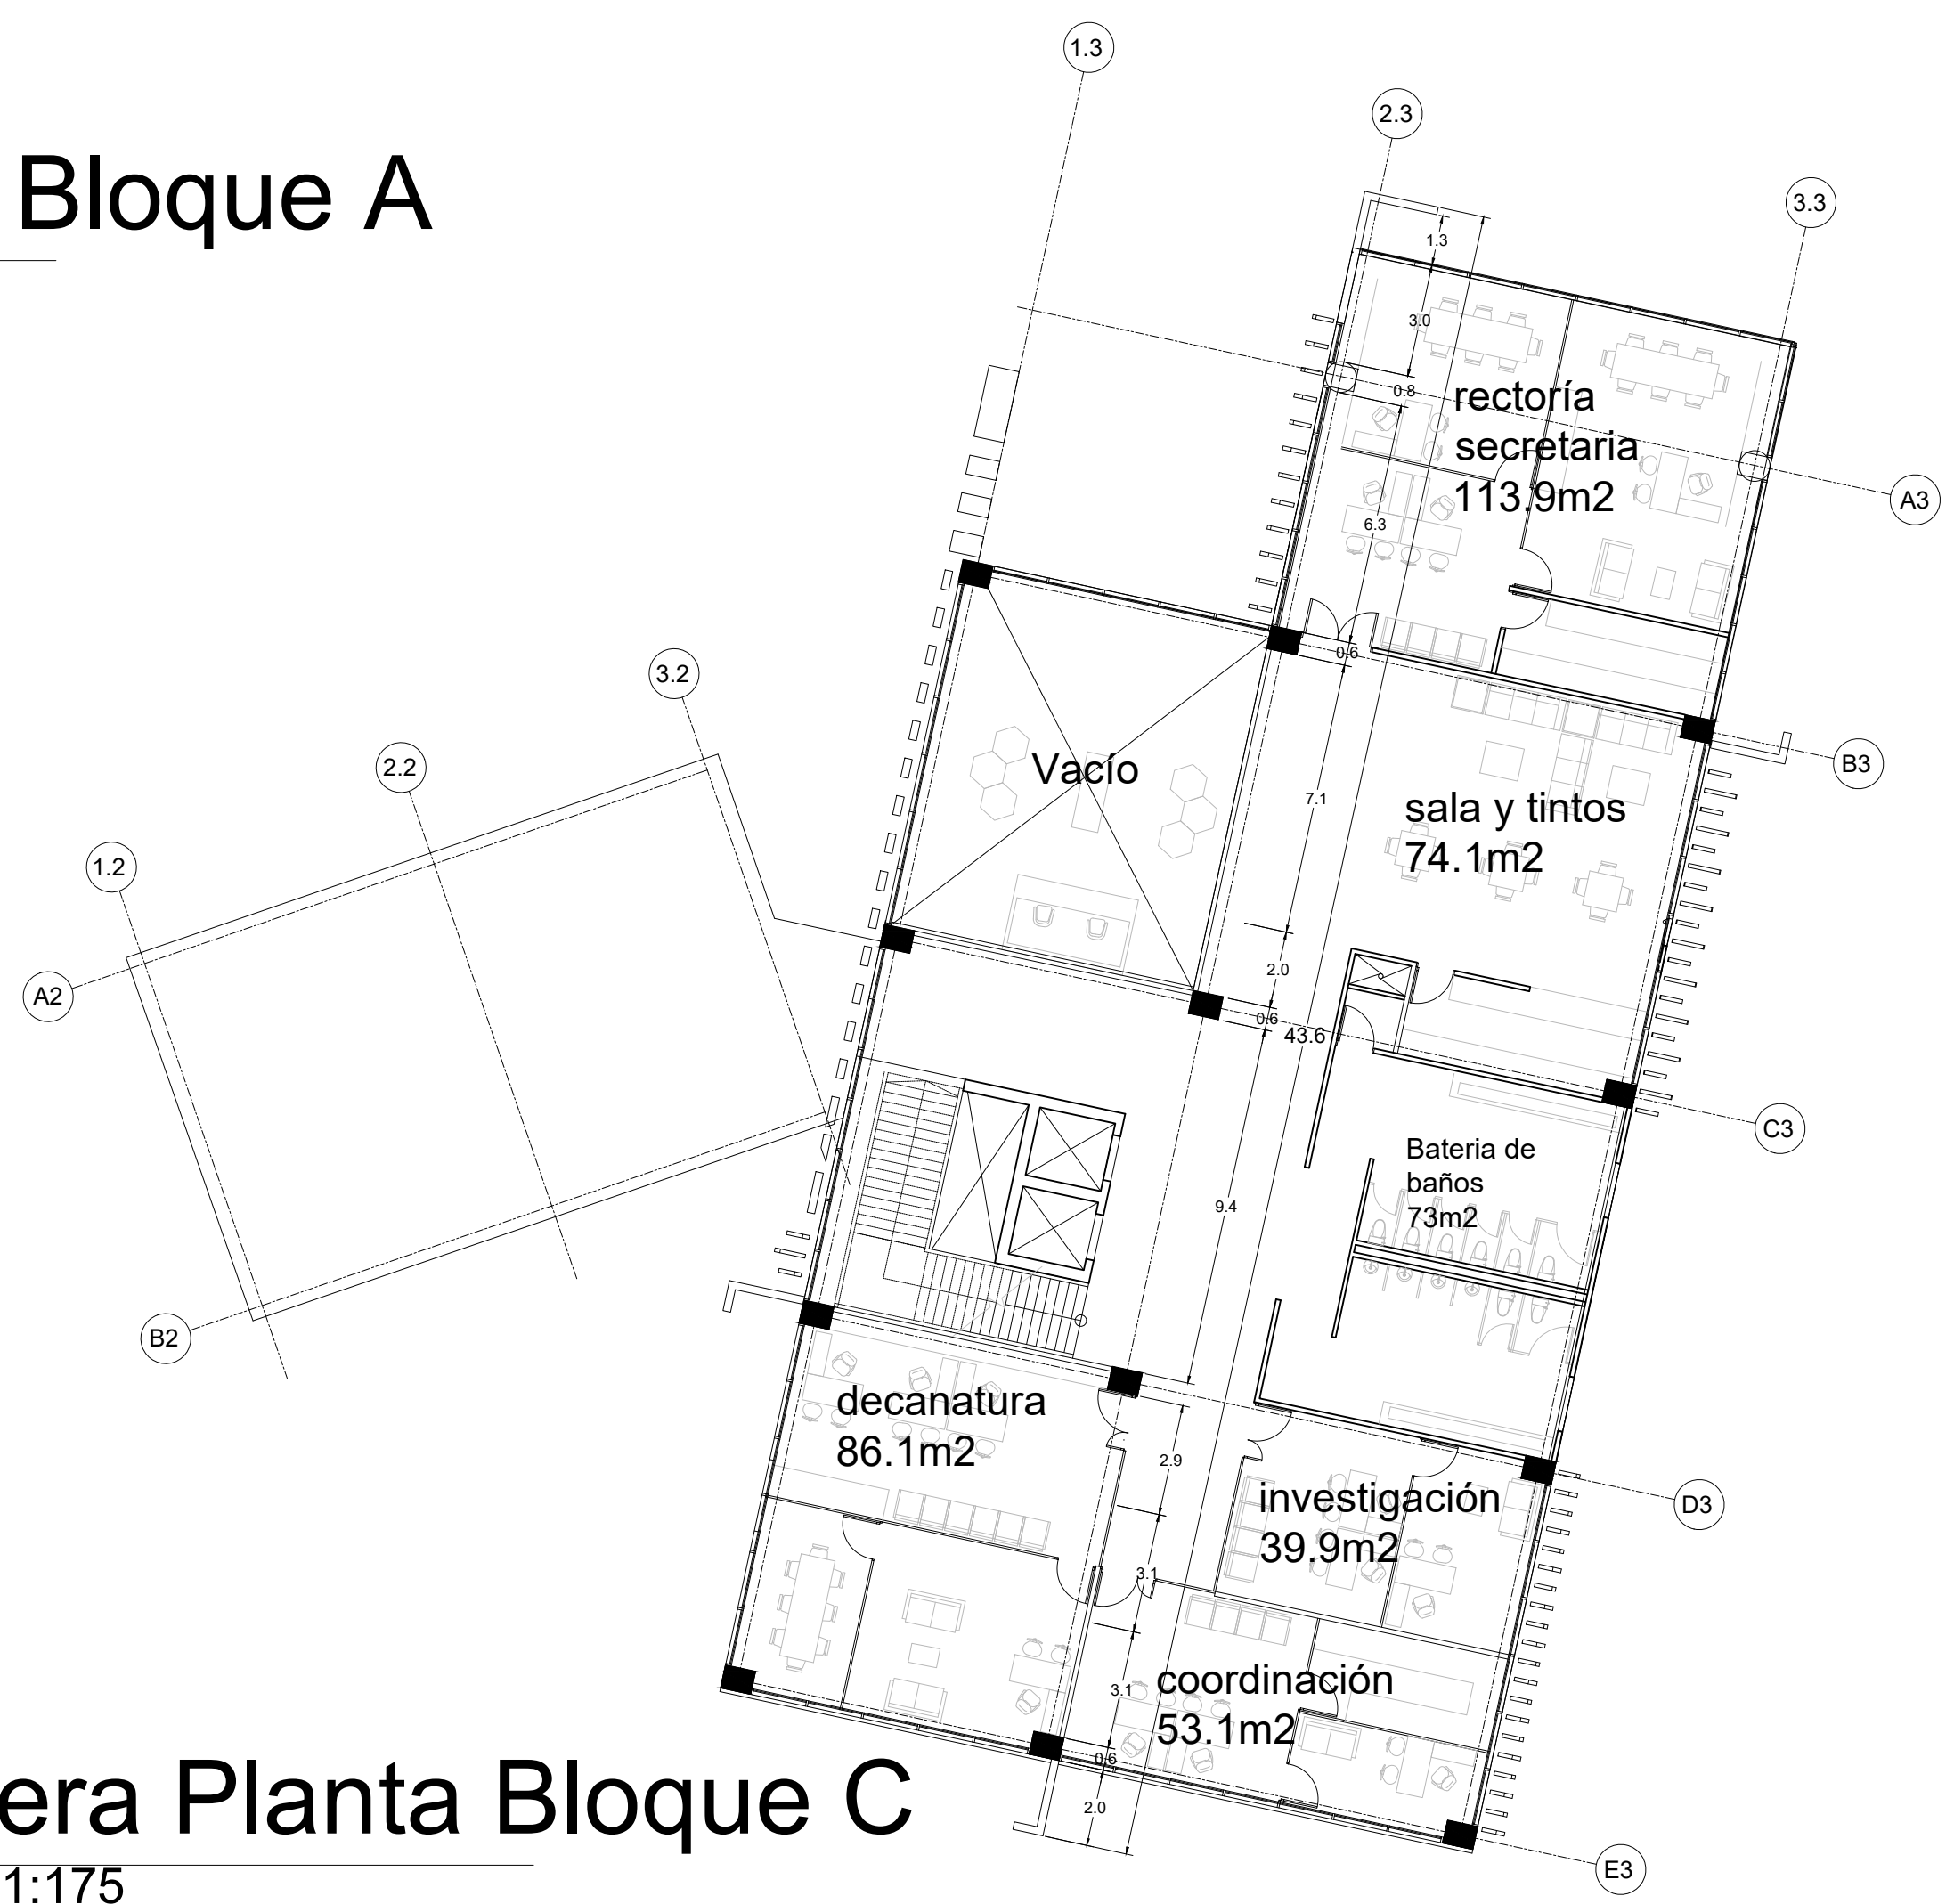 1.3
2.3
Bloque A
3.3
1.3
3.0
0.8
rectoría
secretaria
113.9m2
A3
6.3
0.6
3.2
Vacío
B3
2.2
7.1
sala y tintos
74.1m2
1.2
2.0
A2
0.6
43.6
C3
Bateria de
baños
73m2
9.4
B2
decanatura
86.1m2
2.9
investigación
39.9m2
D3
3.1
coordinación
53.1m2
3.1
0.6
era Planta Bloque C
2.0
E3
1:175